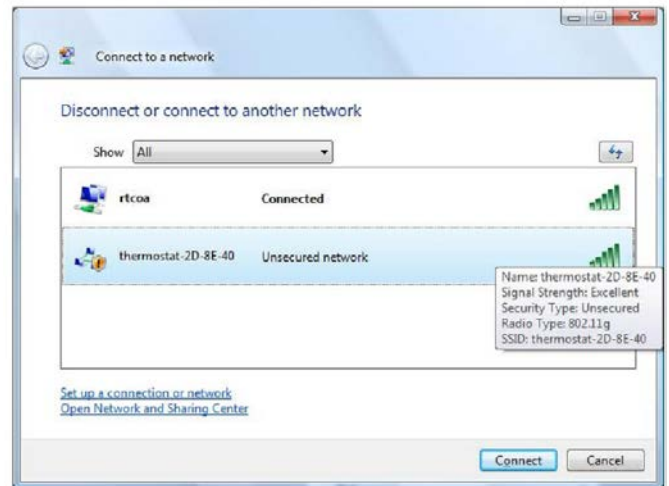 Connect to a network
Disconnect or connect to another network
Show All
rtcoa Connected
thermostat-2D-8E-40 Unsecured network
Name: thermostat-2D-8E-40
Signal Strength: Excellent
Security Type: Unsecured
Radio Type: 802.11g
SSID: thermostat-2D-8E-40
Set up a connection or network
Open Network and Sharing Center
Connect Cancel